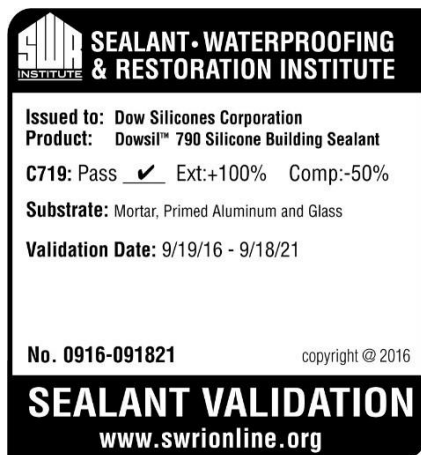 SWR
INSTITUTE
SEALANT • WATERPROOFING
& RESTORATION INSTITUTE
Issued to: Dow Silicones Corporation
Product: Dowsil™ 790 Silicone Building Sealant
C719: Pass ✔ Ext:+100% Comp:-50%
Substrate: Mortar, Primed Aluminum and Glass
Validation Date: 9/19/16 - 9/18/21
No. 0916-091821 copyright @ 2016
SEALANT VALIDATION
www.swrionline.org